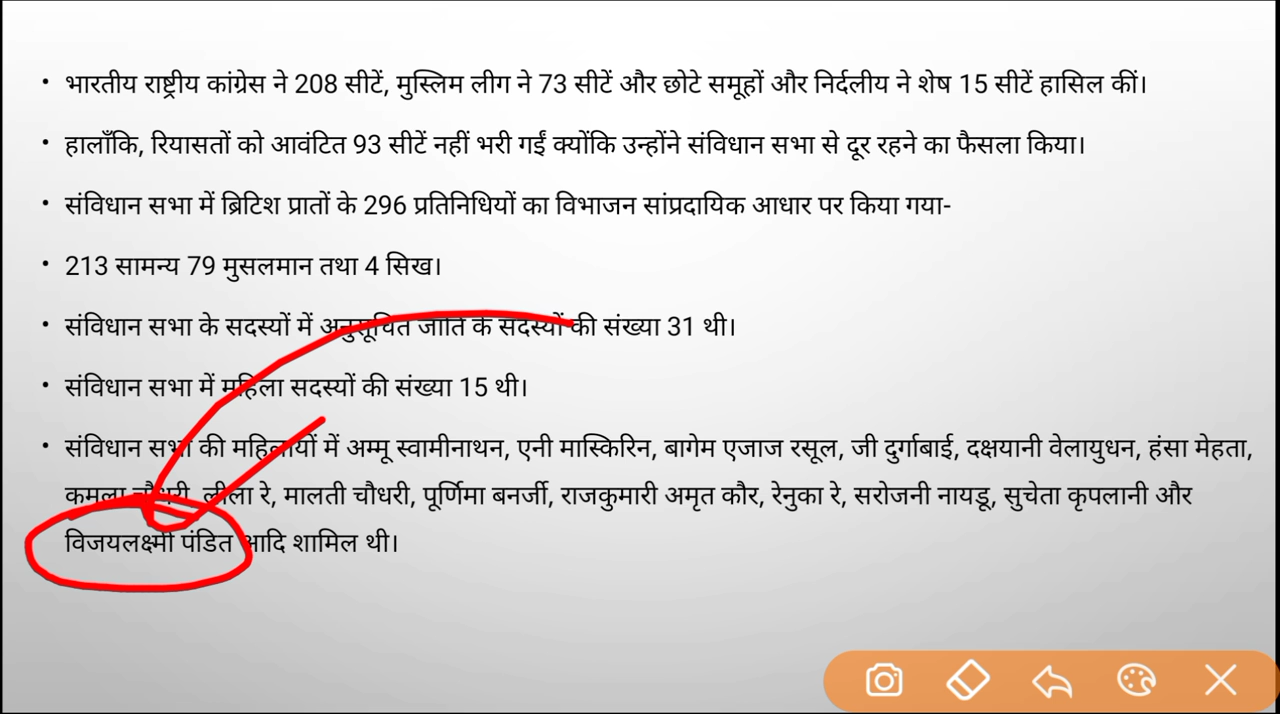 • भारतीय राष्ट्रीय कांग्रेस ने 208 सीटें, मुस्लिम लीग ने 73 सीटें और छोटे समूहों और निर्दलीय ने शेष 15 सीटें हासिल कीं।
• हालाँकि, रियासतों को आवंटित 93 सीटें नहीं भरी गईं क्योंकि उन्होंने संविधान सभा से दूर रहने का फैसला किया।
• संविधान सभा में ब्रिटिश प्रातों के 296 प्रतिनिधियों का विभाजन सांप्रदायिक आधार पर किया गया-
• 213 सामन्य 79 मुसलमान तथा 4 सिख।
• संविधान सभा के सदस्यों में अनुसूचित जाति के सदस्यों की संख्या 31 थी।
• संविधान सभा में महिला सदस्यों की संख्या 15 थी।
• संविधान सभा की महिलायों में अम्मू स्वामीनाथन, एनी मास्किरिन, बागेम एजाज रसूल, जी दुर्गाबाई, दक्षयानी वेलायुधन, हंसा मेहता,
कमला चौधरी, लीला रे, मालती चौधरी, पूर्णिमा बनर्जी, राजकुमारी अमृत कौर, रेनुका रे, सरोजनी नायडू, सुचेता कृपलानी और
विजयलक्ष्मी पंडित आदि शामिल थी।